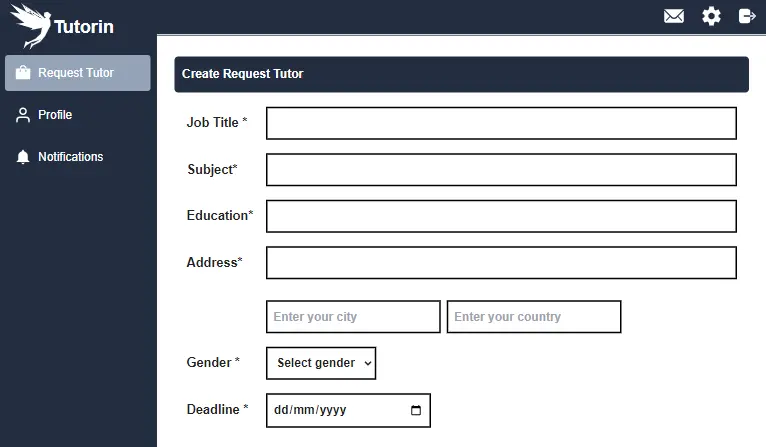 Tutorin
Request Tutor
Profile
Notifications
Create Request Tutor
Job Title *
Subject*
Education*
Address*
Enter your city
Enter your country
Gender *
Select gender
Deadline *
dd/mm/yyyy